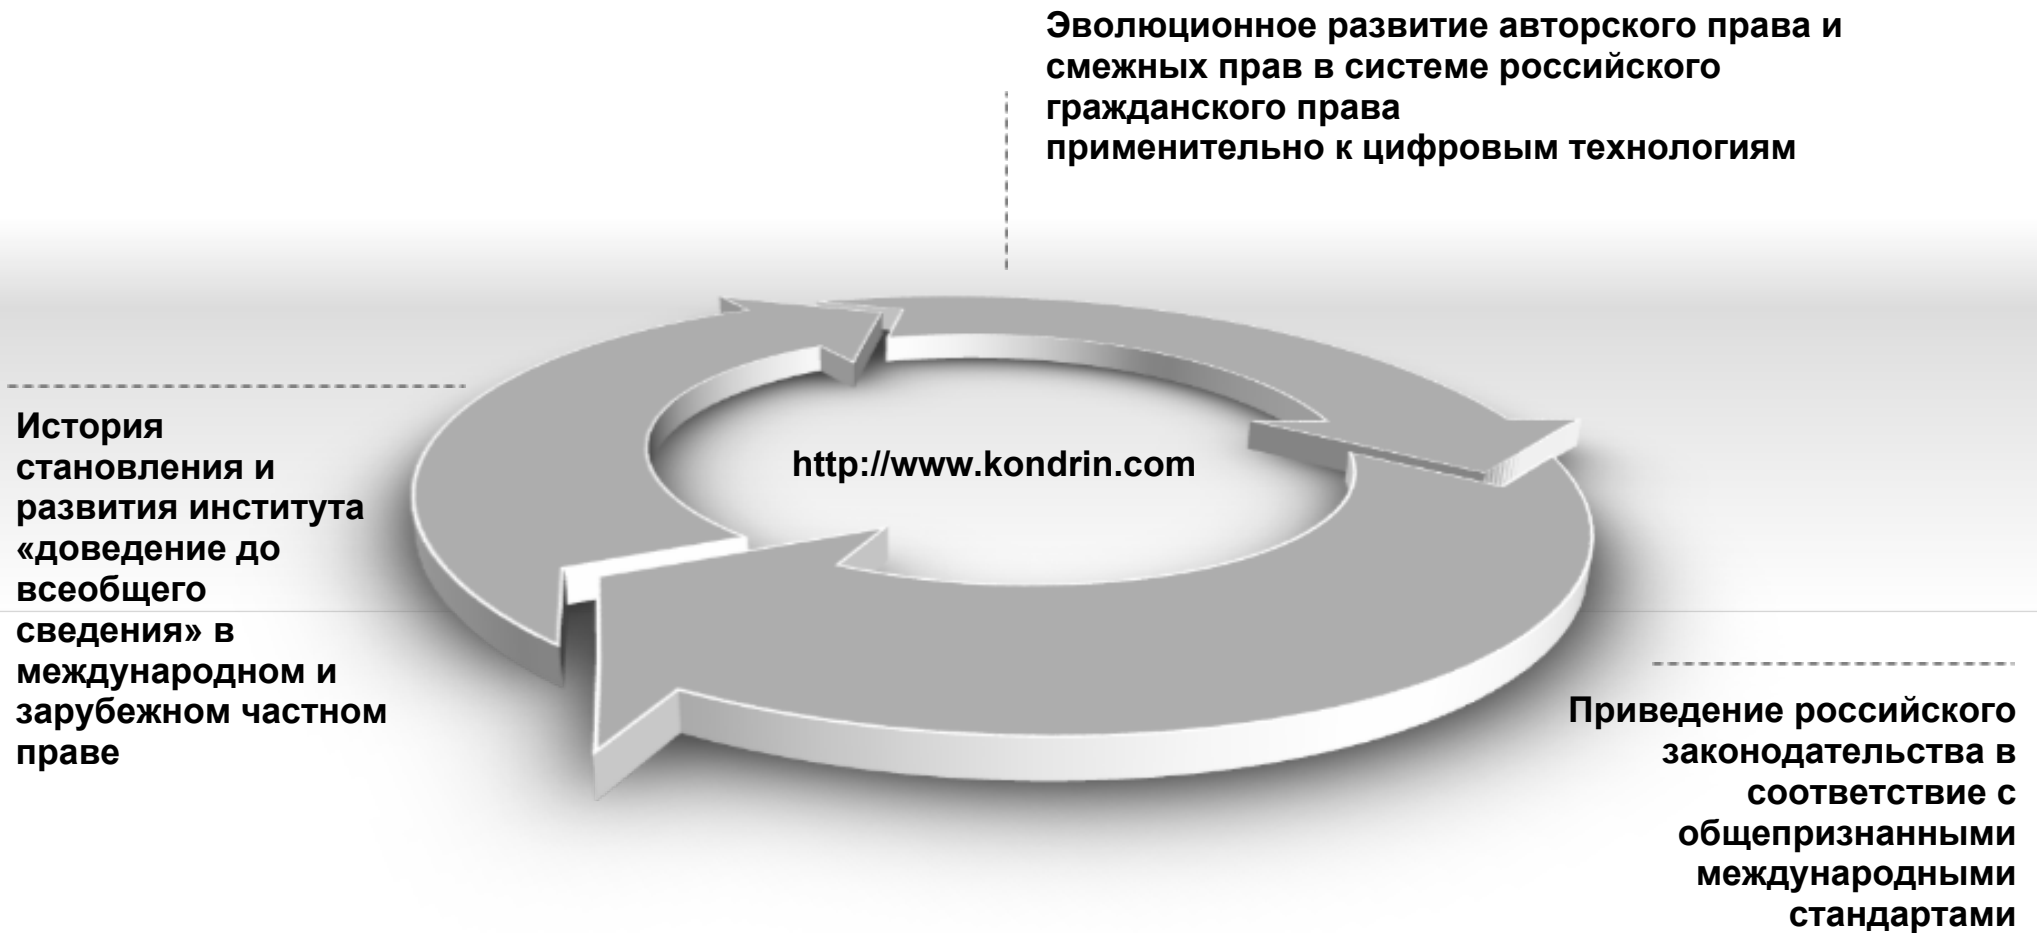 Эволюционное развитие авторского права и
смежных прав в системе российского
гражданского права
применительно к цифровым технологиям
История
становления и
развития института
«доведение до
всеобщего
сведения» в
международном и
зарубежном частном
праве
http://www.kondrin.com
Приведение российского
законодательства в
соответствие с
общепризнанными
международными
стандартами